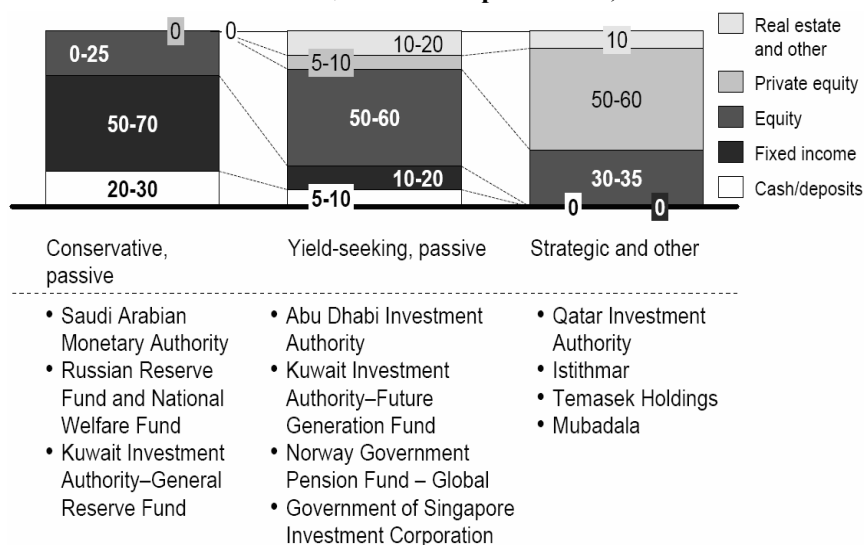 0-25
50-70
20-30
0
0
10-20
5-10
50-60
10-20
5-10
10
50-60
30-35
0
0
Real estate
and other
Private equity
Equity
Fixed income
Cash/deposits
Conservative,
passive
• Saudi Arabian
Monetary Authority
• Russian Reserve
Fund and National
Welfare Fund
• Kuwait Investment
Authority–General
Reserve Fund
Yield-seeking, passive
• Abu Dhabi Investment
Authority
• Kuwait Investment
Authority–Future
Generation Fund
• Norway Government
Pension Fund – Global
• Government of Singapore
Investment Corporation
Strategic and other
• Qatar Investment
Authority
• Istithmar
• Temasek Holdings
• Mubadala